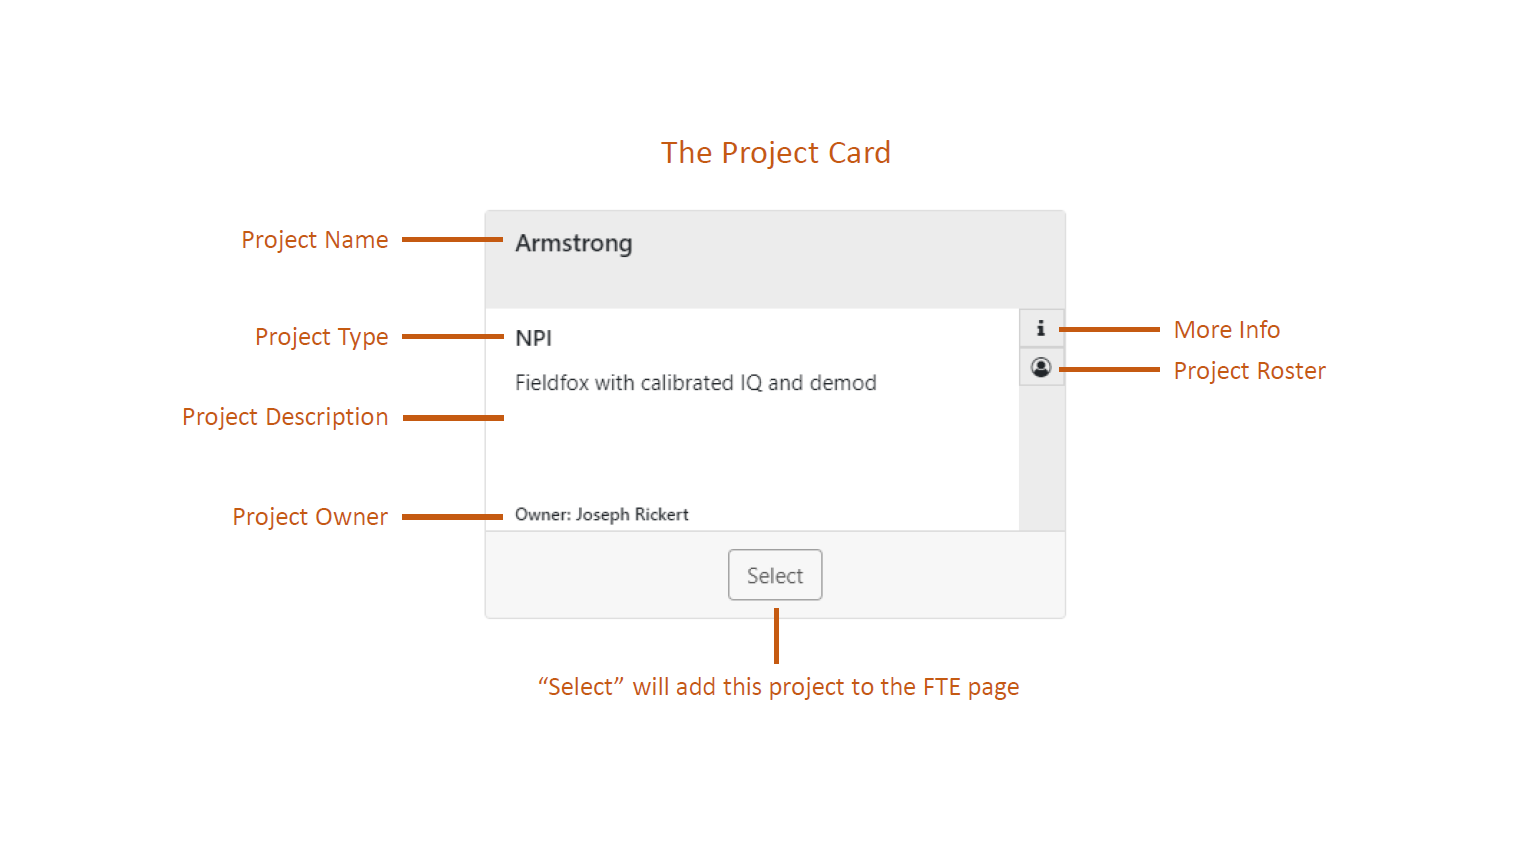 The Project Card
Project Name
Armstrong
Project Type
NPI
More Info
Project Roster
Fieldfox with calibrated IQ and demod
Project Description
Project Owner
Owner: Joseph Rickert
Select
“Select” will add this project to the FTE page